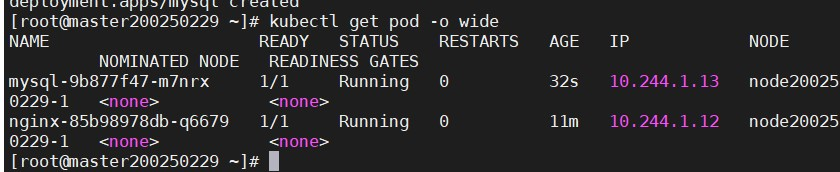 deployment.apps/mysql created
[root@master200250229 ~]# kubectl get pod -o wide
NAME READY STATUS RESTARTS AGE IP NODE
NOMINATED NODE READINESS GATES
mysql-9b877f47-m7nrx 1/1 Running 0 32s 10.244.1.13 node20025
0229-1 <none> <none>
nginx-85b98978db-q6679 1/1 Running 0 11m 10.244.1.12 node20025
0229-1 <none> <none>
[root@master200250229 ~]#